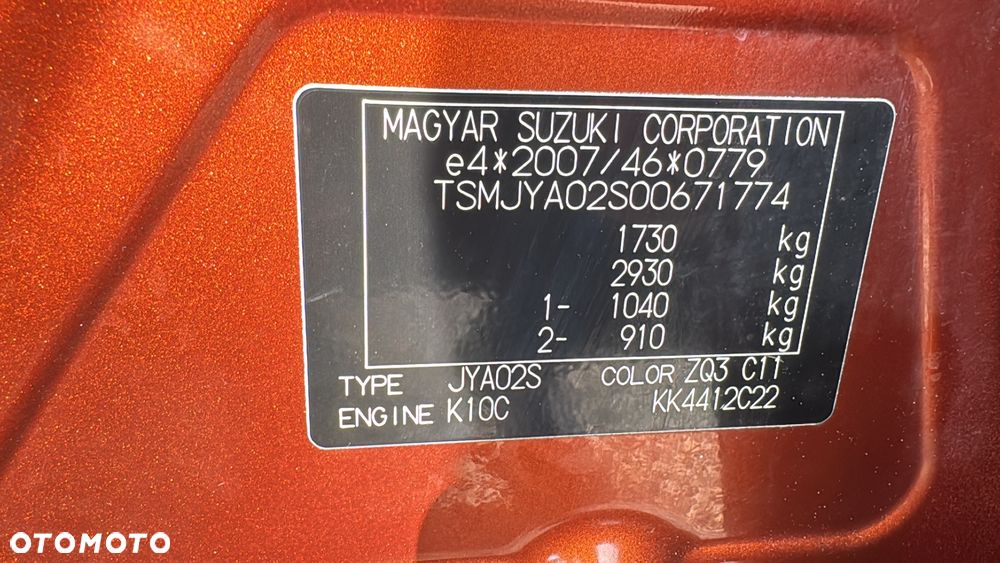 MAGYAR SUZUKI CORPORATION
e4*2007/46*0779
TSMJYA02S00671774
1730 kg
2930 kg
1- 1040 kg
2- 910 kg
TYPE JYA02S COLOR ZQ3 C11
ENGINE K10C KK4412C22
OTOMOTO